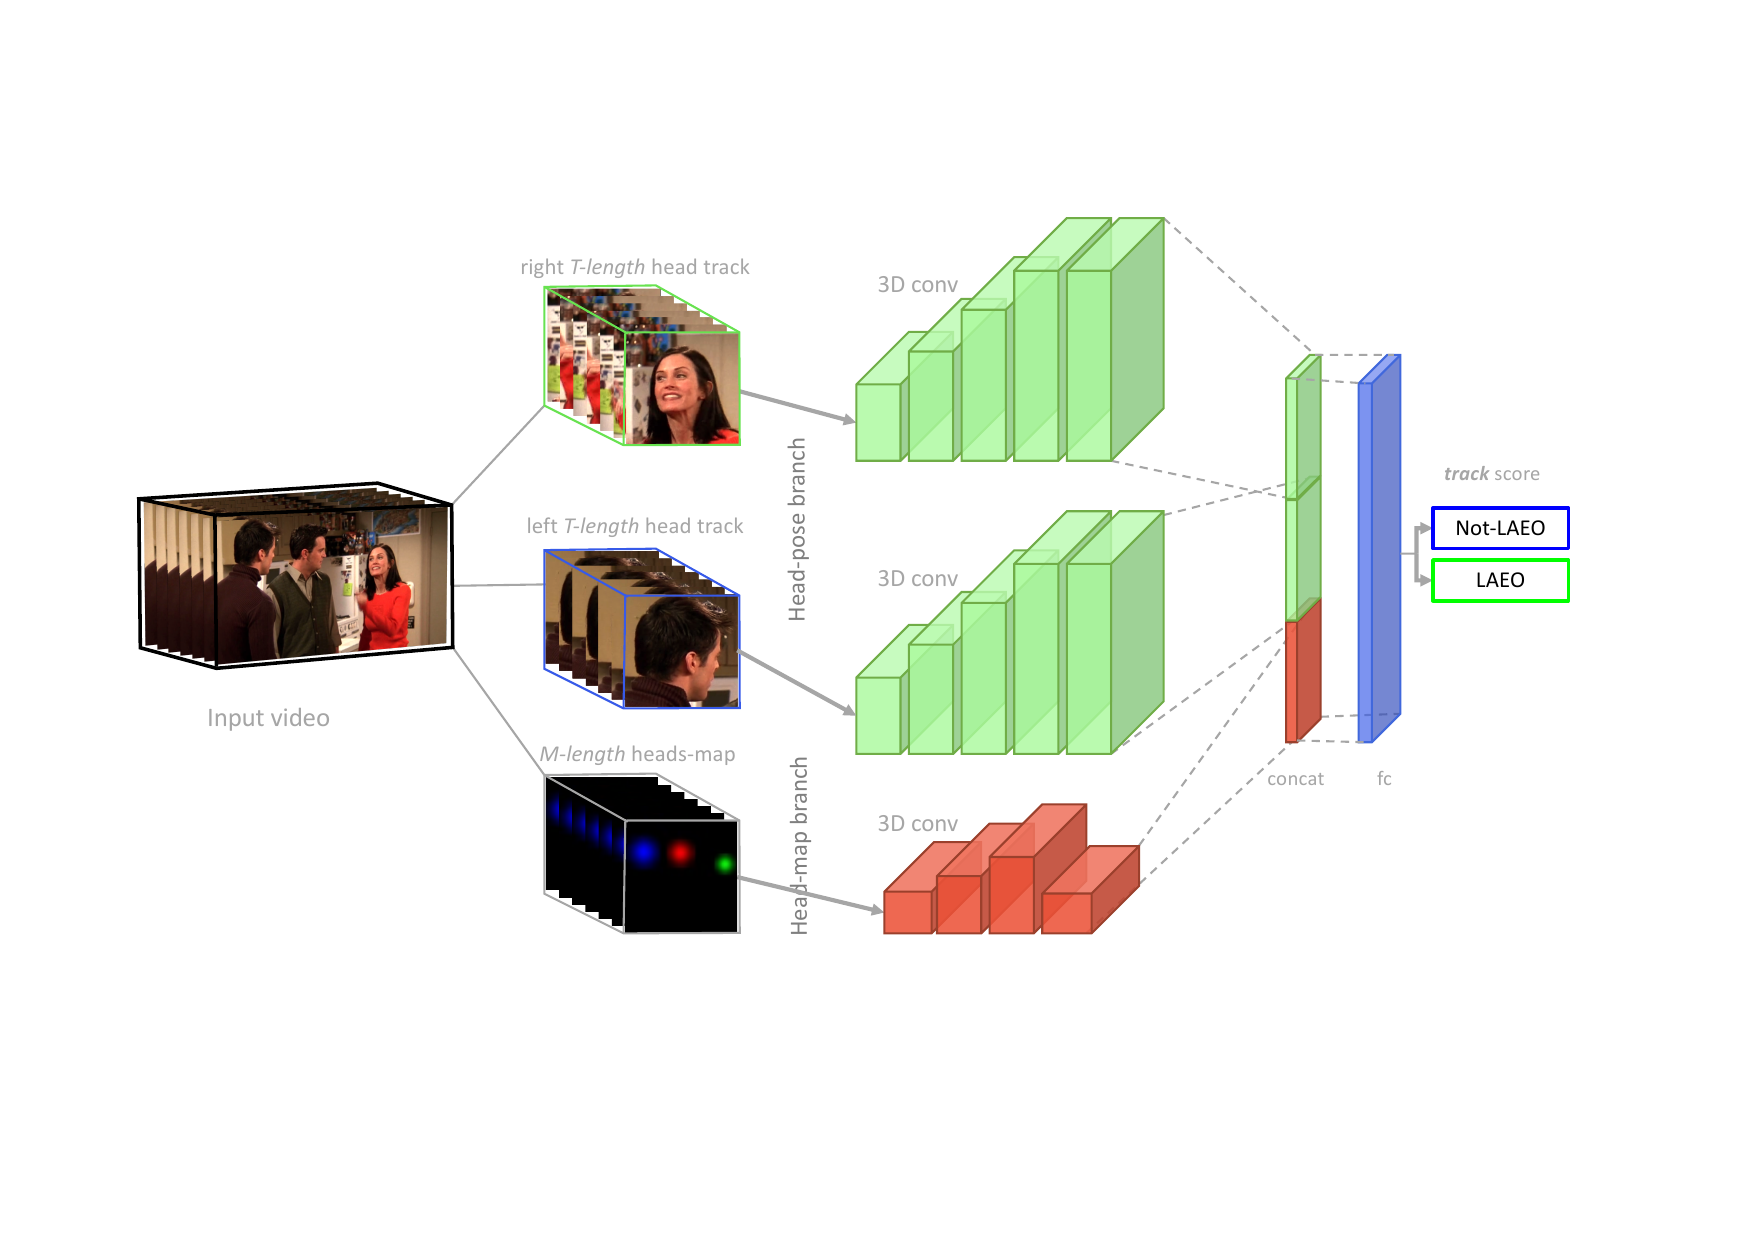 right T-length head track
3D conv
Head-pose branch
left T-length head track
3D conv
Input video
M-length heads-map
Head-map branch
3D conv
concat
fc
track score
Not-LAEO
LAEO